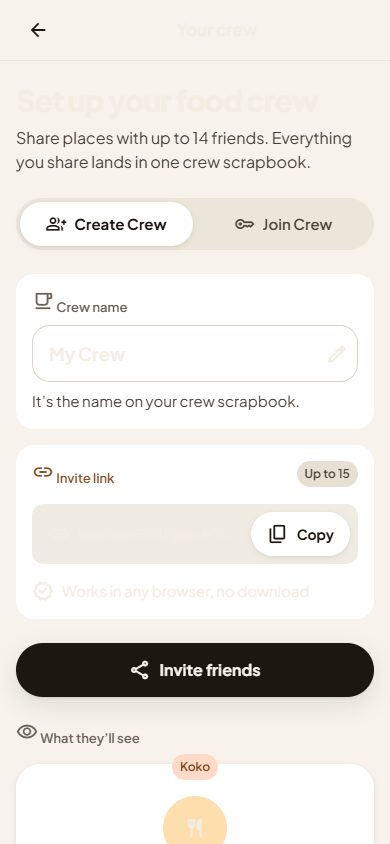 Your crew
Set up your food crew
Share places with up to 14 friends. Everything
you share lands in one crew scrapbook.
Create Crew
Join Crew
Crew name
My Crew
It's the name on your crew scrapbook.
Invite link
Up to 15
Copy
Works in any browser, no download
Invite friends
What they'll see
Koko